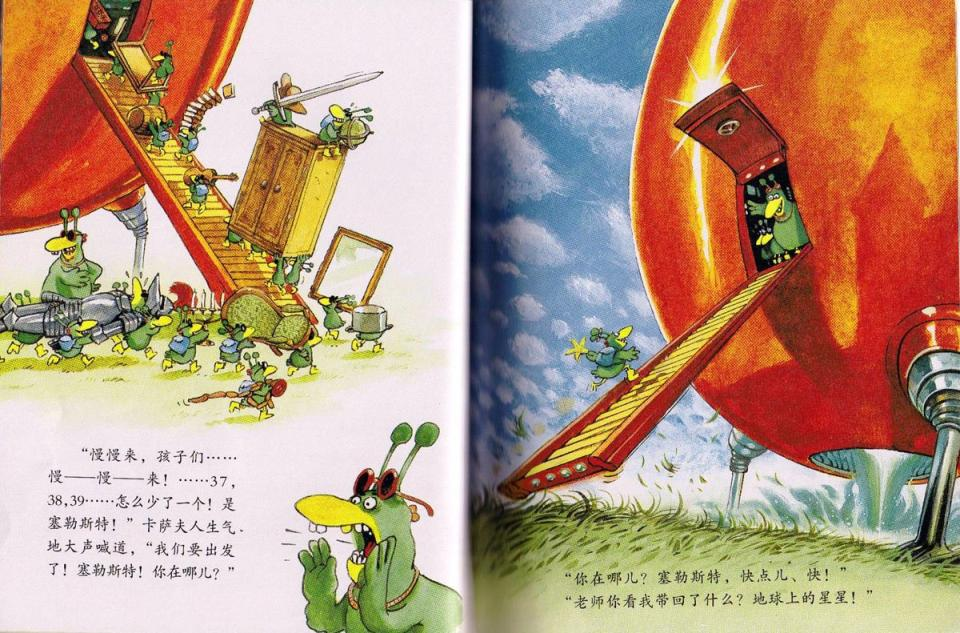 “慢慢来，孩子们……
慢——慢——来！……37，
38,39……怎么少了一个！是
塞勒斯特！”卡萨夫人生气
地大声喊道，“我们要出发
了！塞勒斯特！你在哪儿？”
“你在哪儿？塞勒斯特，快点儿、快！”
“老师你看我带回了什么？地球上的星星！”